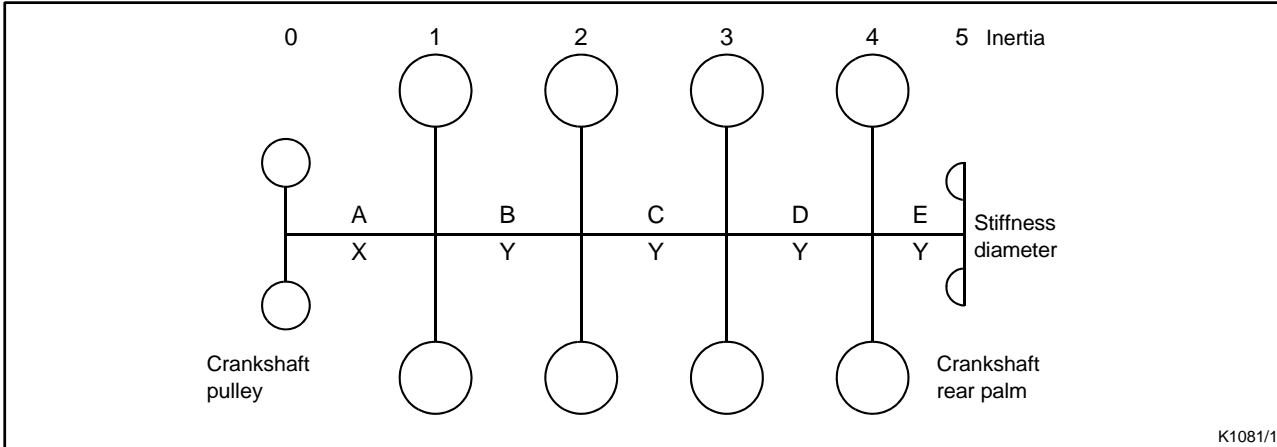 0 1 2 3 4 5 Inertia
A B C D E
X Y Y Y Y
Stiffness
diameter
Crankshaft
pulley
Crankshaft
rear palm
K1081/1